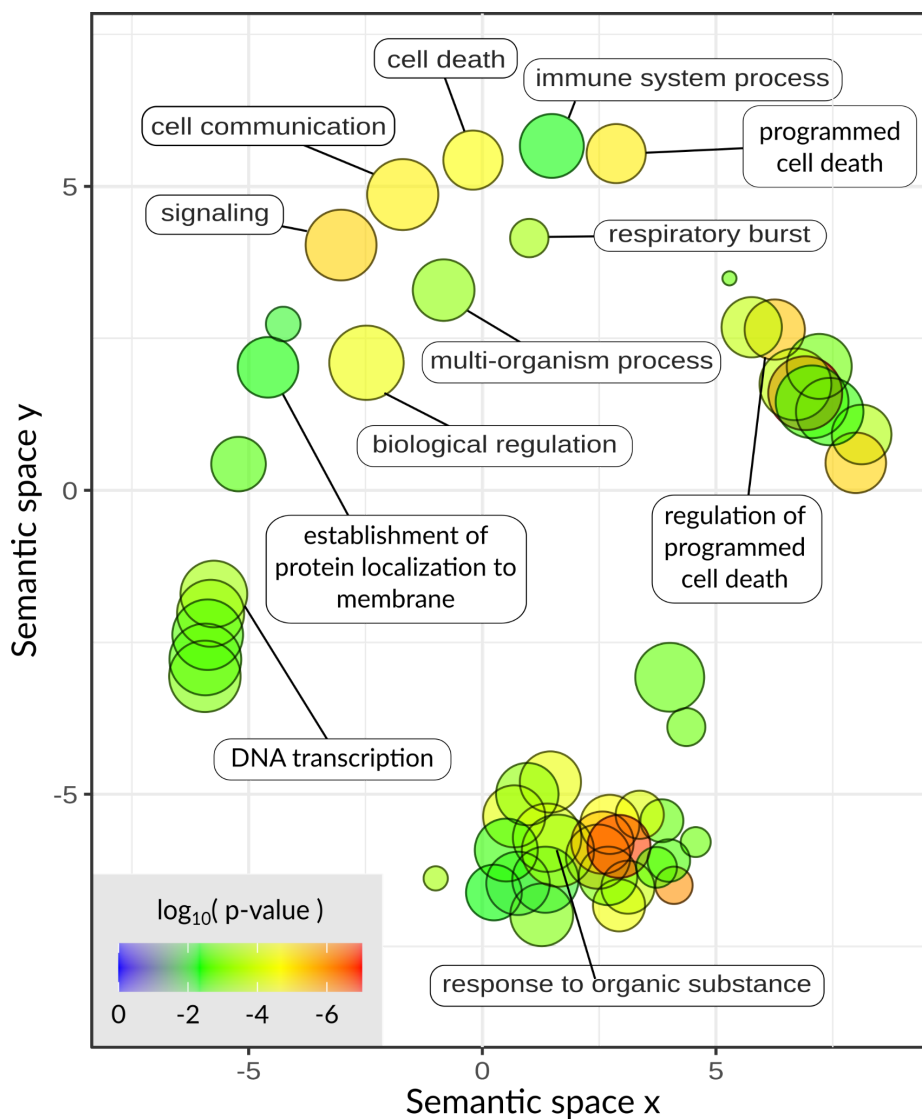 cell death
immune system process
cell communication
programmed
cell death
signaling
5
respiratory burst
multi-organism process
biological regulation
Semantic space y
0
establishment of
protein localization to
membrane
regulation of
programmed
cell death
DNA transcription
-5
log10( p-value )
response to organic substance
0 -2 -4 -6
-5 0 5
Semantic space x